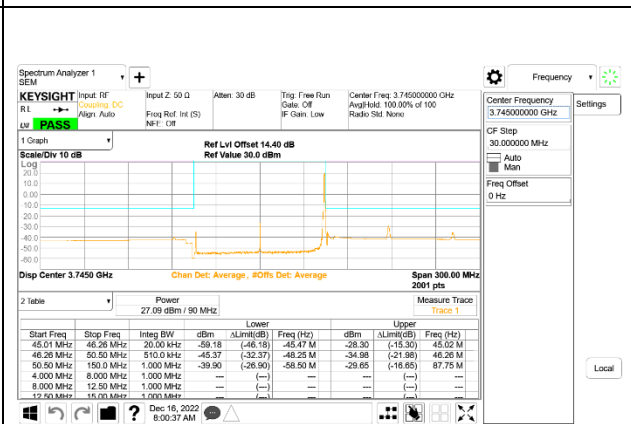 Spectrum Analyzer 1
SEM
Frequency
KEYSIGHT
Input: RF
Input Z: 50 Ω
Atten: 30 dB
Trig: Free Run
Center Freq: 3.745000000 GHz
Coupling: DC
Gate: Off
Avg|Hold: 100.00% of 100
Align: Auto
Freq Ref: Int (S)
IF Gain: Low
Radio Std: None
NFE: Off
PASS
Center Frequency
3.745000000 GHz
Settings
CF Step
30.000000 MHz
Auto
Man
Freq Offset
0 Hz
1 Graph
Ref Lvl Offset 14.40 dB
Scale/Div 10 dB
Ref Value 30.0 dBm
Log
20.0
10.0
0.00
-10.0
-20.0
-30.0
-40.0
-50.0
-60.0
Disp Center 3.7450 GHz
Chan Det: Average, #Offs Det: Average
Span 300.00 MHz
2001 pts
2 Table
Power
27.09 dBm / 90 MHz
Measure Trace
Trace 1
Lower Upper
Start Freq Stop Freq Integ BW dBm ΔLimit(dB) Freq (Hz) dBm ΔLimit(dB) Freq (Hz)
45.01 MHz 46.26 MHz 20.00 kHz -59.18 (-46.18) -45.47 M -28.30 (-15.30) 45.02 M
46.26 MHz 50.50 MHz 510.0 kHz -45.37 (-32.37) -48.25 M -34.98 (-21.98) 46.26 M
50.50 MHz 150.0 MHz 1.000 MHz -39.90 (-26.90) -58.50 M -29.65 (-16.65) 87.75 M
4.000 MHz 8.000 MHz 1.000 MHz --- (---) --- (---)
8.000 MHz 12.50 MHz 1.000 MHz --- (---) --- (---)
12.50 MHz 15.00 MHz 1.000 MHz --- (---) --- (---)
Local
?
Dec 16, 2022
8:00:37 AM